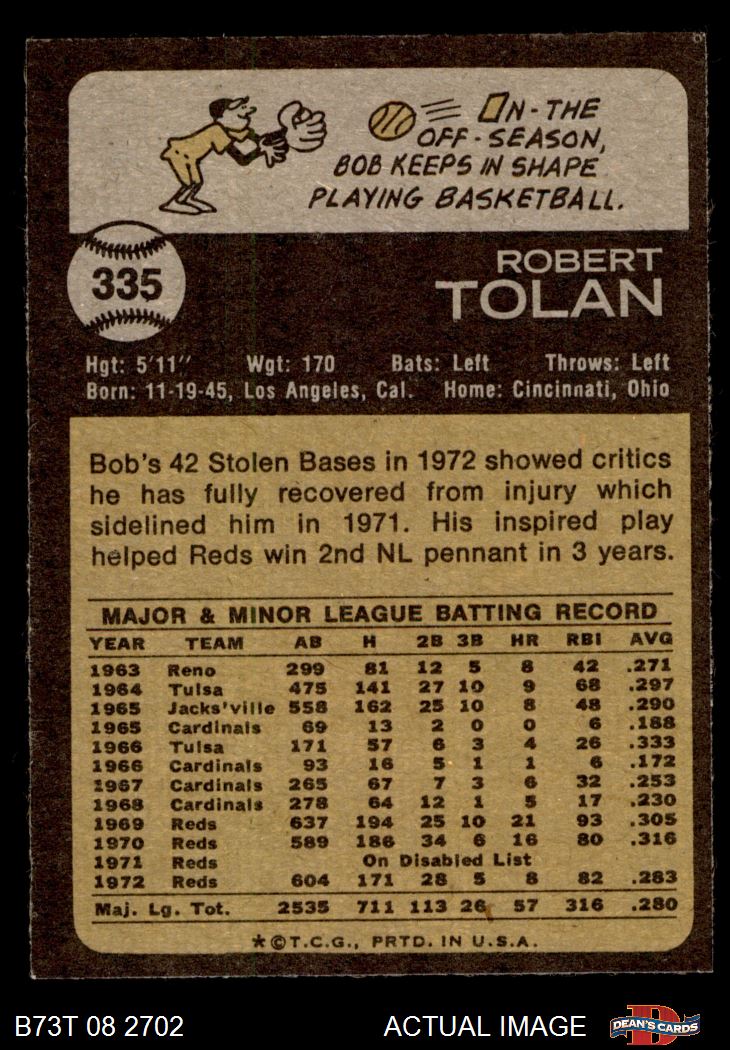 ON-THE
OFF-SEASON,
BOB KEEPS IN SHAPE
PLAYING BASKETBALL.
335
ROBERT
TOLAN
Hgt: 5'11" Wgt: 170 Bats: Left Throws: Left
Born: 11-19-45, Los Angeles, Cal. Home: Cincinnati, Ohio
Bob's 42 Stolen Bases in 1972 showed critics
he has fully recovered from injury which
sidelined him in 1971. His inspired play
helped Reds win 2nd NL pennant in 3 years.
MAJOR & MINOR LEAGUE BATTING RECORD
YEAR TEAM AB H 2B 3B HR RBI AVG
1963 Reno 299 81 12 5 8 42 .271
1964 Tulsa 475 141 27 10 9 68 .297
1965 Jacks'ville 558 162 25 10 8 48 .290
1965 Cardinals 69 13 2 0 0 6 .188
1966 Tulsa 171 57 6 3 4 26 .333
1966 Cardinals 93 16 5 1 1 6 .172
1967 Cardinals 265 67 7 3 6 32 .253
1968 Cardinals 278 64 12 1 5 17 .230
1969 Reds 637 194 25 10 21 93 .305
1970 Reds 589 186 34 6 16 80 .316
1971 Reds On Disabled List
1972 Reds 604 171 28 5 8 82 .283
Maj. Lg. Tot. 2535 711 113 26 57 316 .280
*©T.C.G., PRTD. IN U.S.A.
B73T 08 2702 ACTUAL IMAGE
D
DEAN'S CARDS